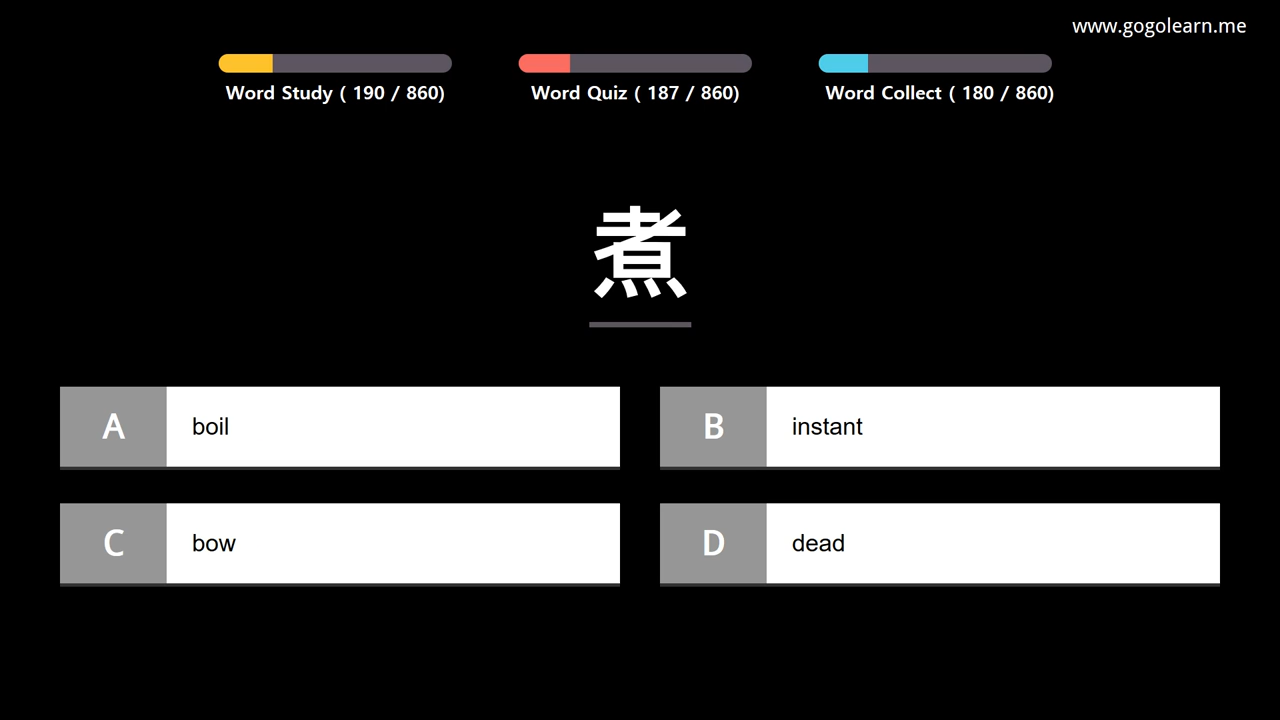 www.gogolearn.me
Word Study ( 190 / 860)
Word Quiz ( 187 / 860)
Word Collect ( 180 / 860)
煮
A boil
B instant
C bow
D dead